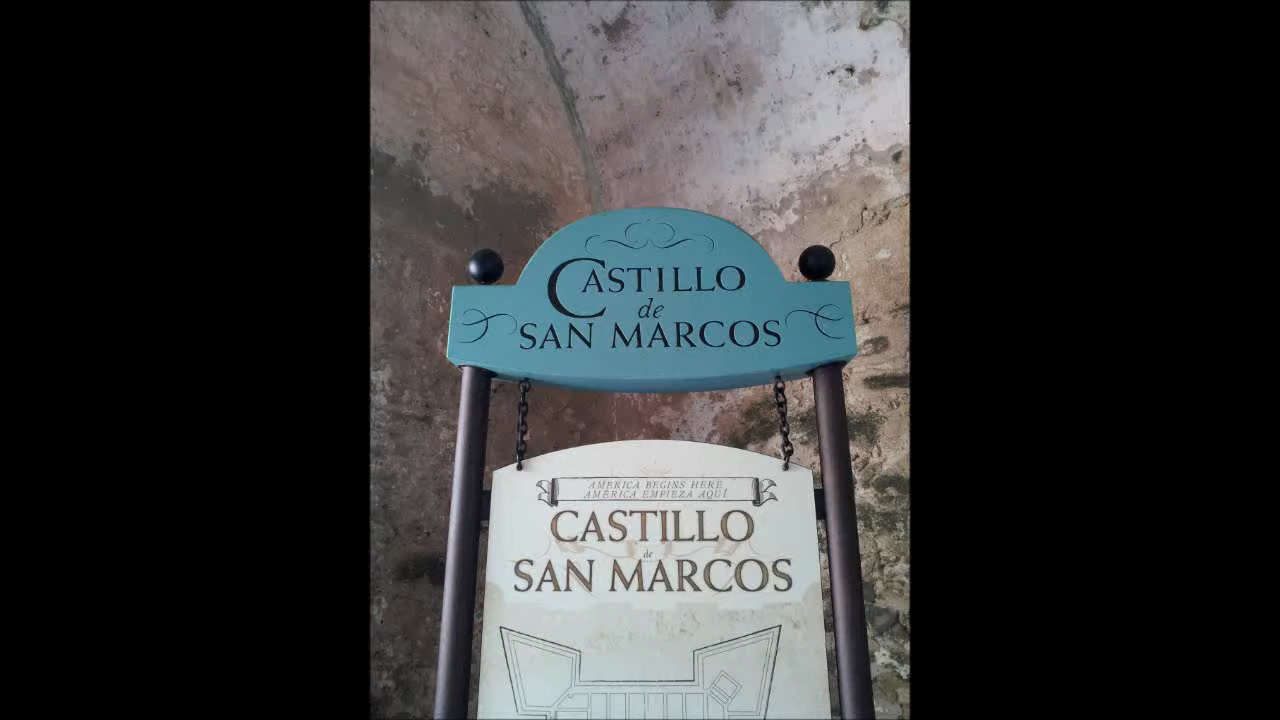 CASTILLO
de
SAN MARCOS
AMERICA BEGINS HERE
AMÉRICA EMPIEZA AQUÍ
CASTILLO
de
SAN MARCOS